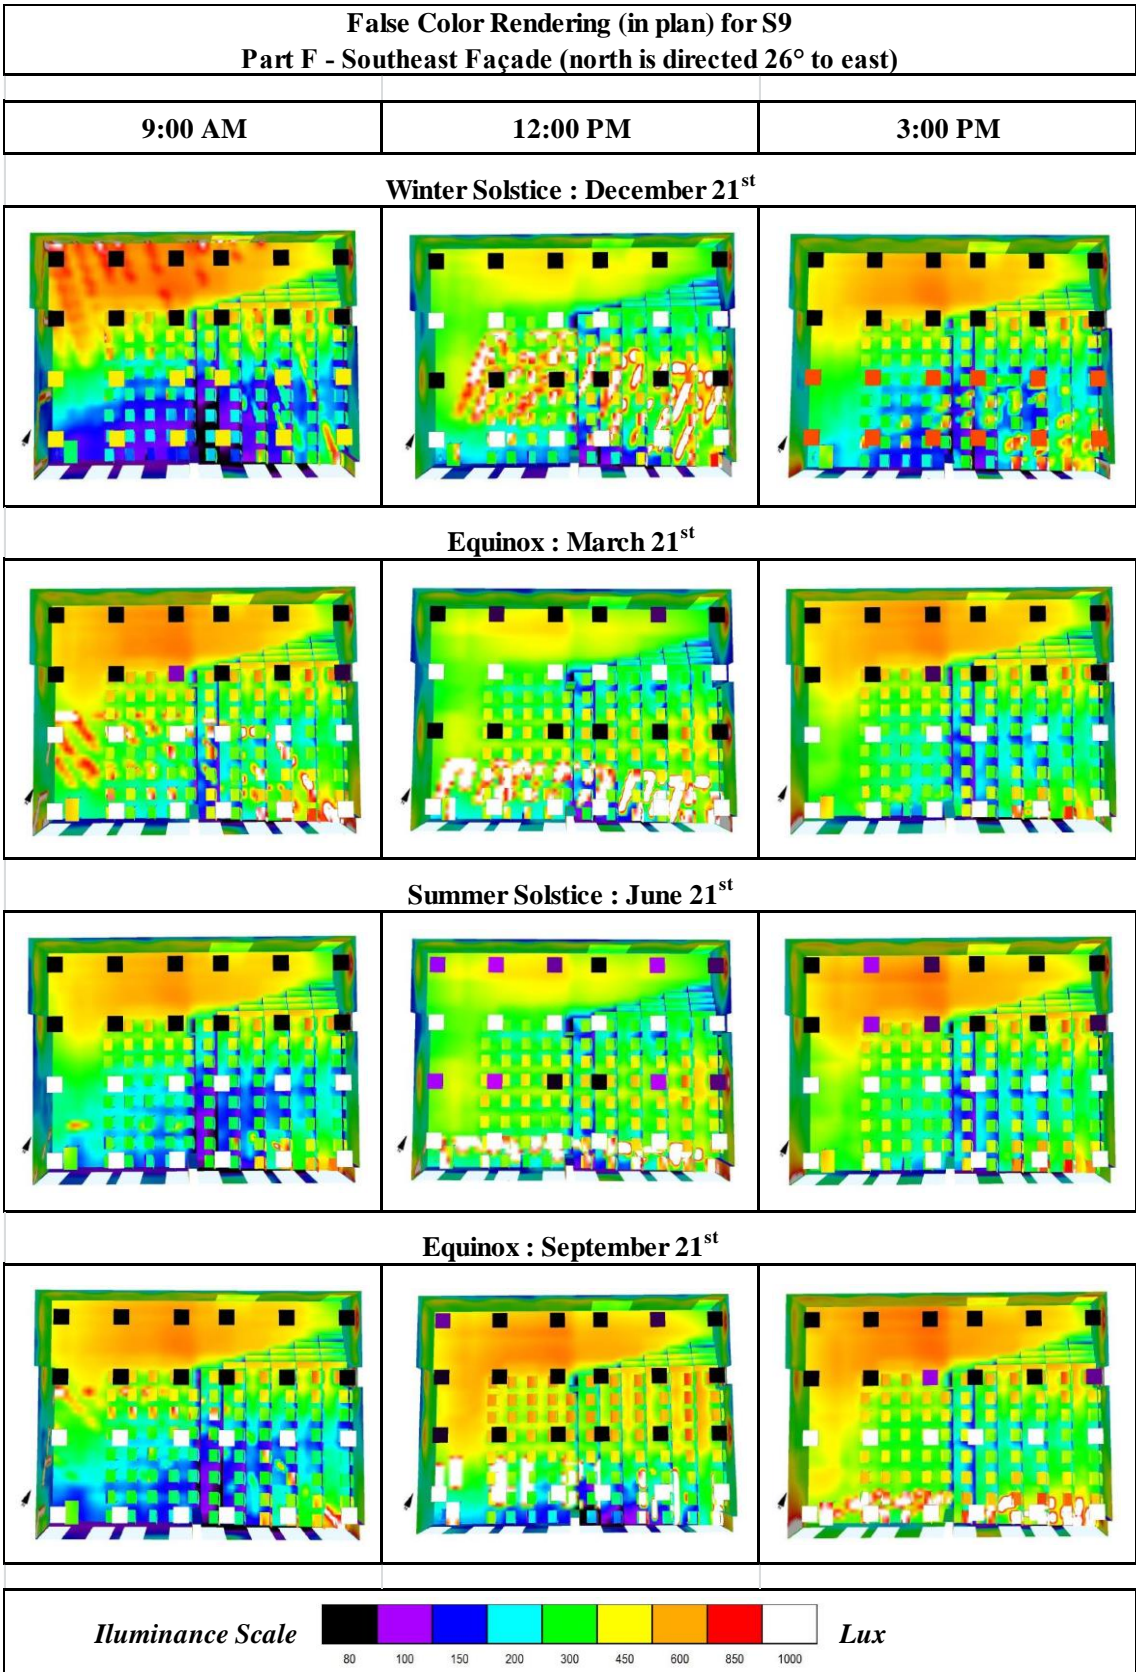 False Color Rendering (in plan) for S9
Part F - Southeast Façade (north is directed 26° to east)
9:00 AM 12:00 PM 3:00 PM
Winter Solstice : December 21st
Equinox : March 21st
Summer Solstice : June 21st
Equinox : September 21st
Iluminance Scale Lux
80 100 150 200 300 450 600 850 1000